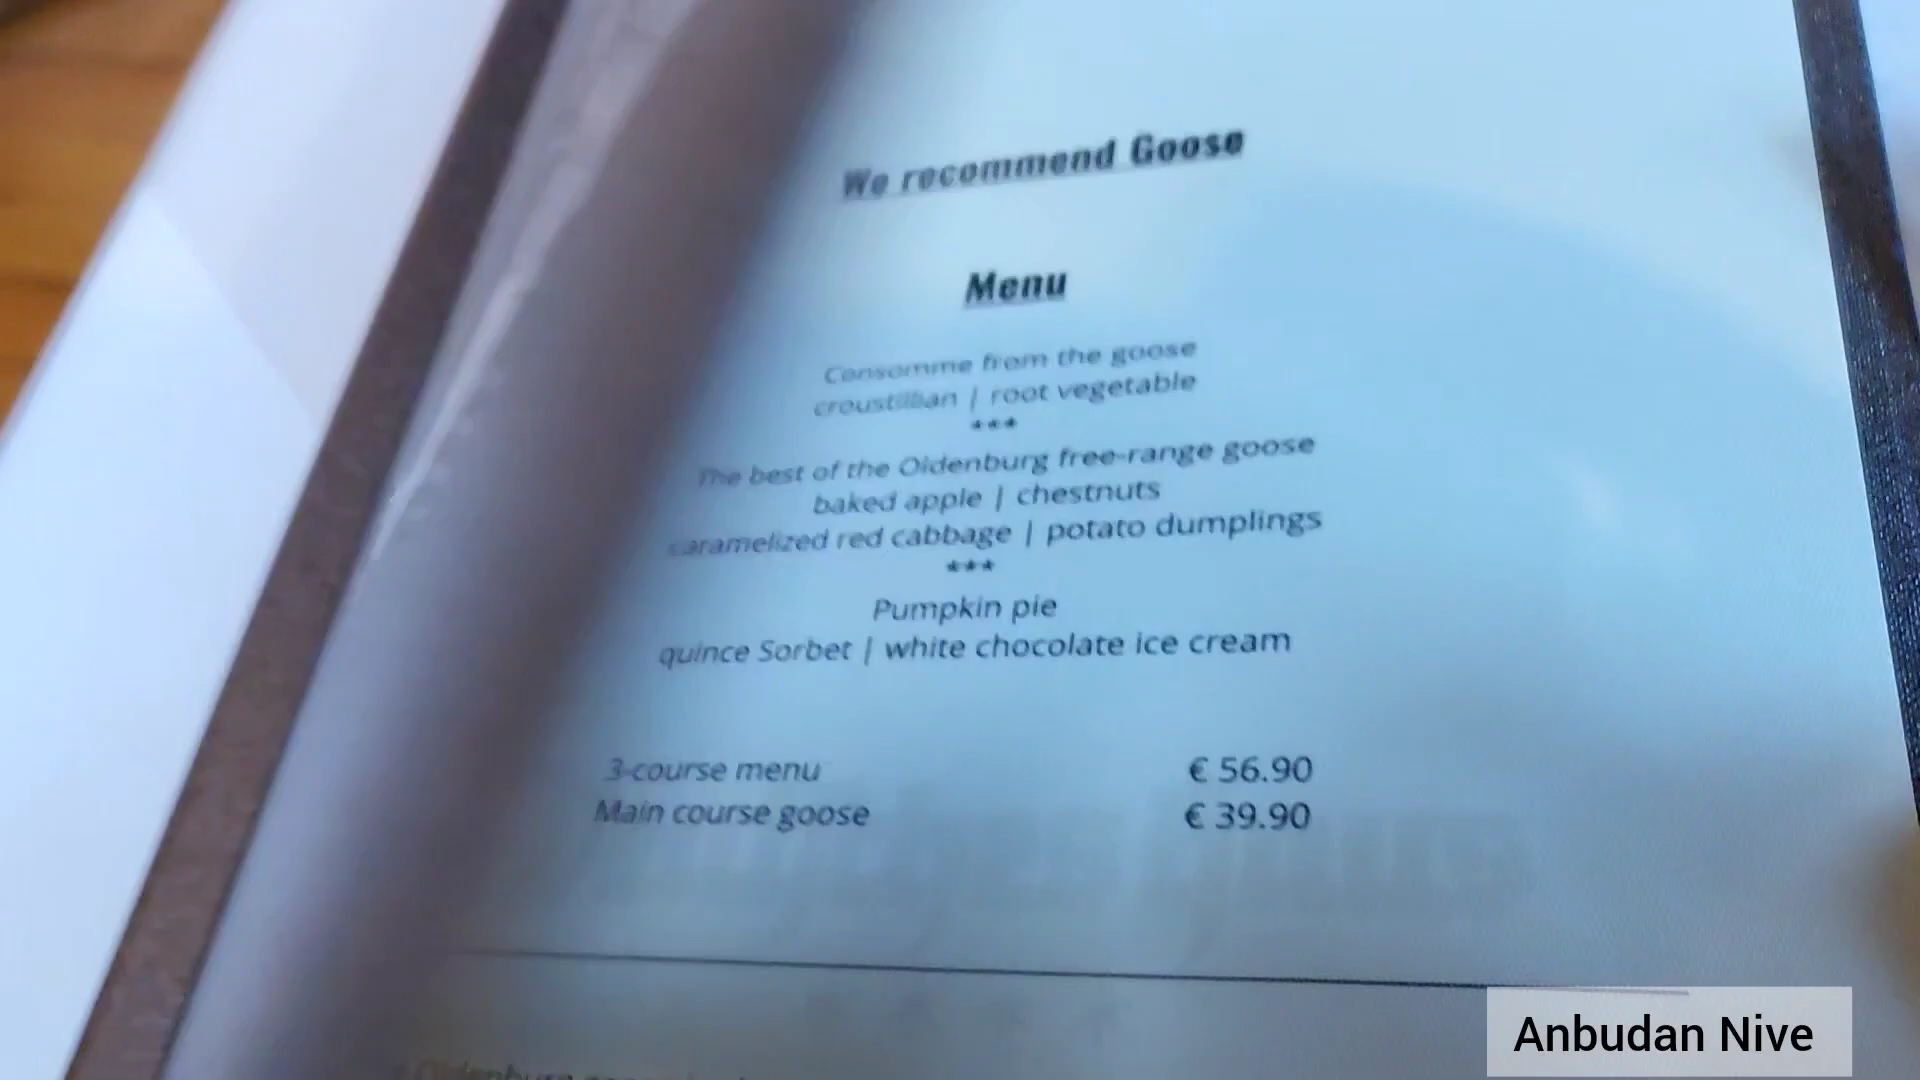 We recommend Goose
Menu
Consomme from the goose
croustillian | root vegetable
***
The best of the Oldenburg free-range goose
baked apple | chestnuts
caramelized red cabbage | potato dumplings
***
Pumpkin pie
quince Sorbet | white chocolate ice cream
3-course menu € 56.90
Main course goose € 39.90
Anbudan Nive